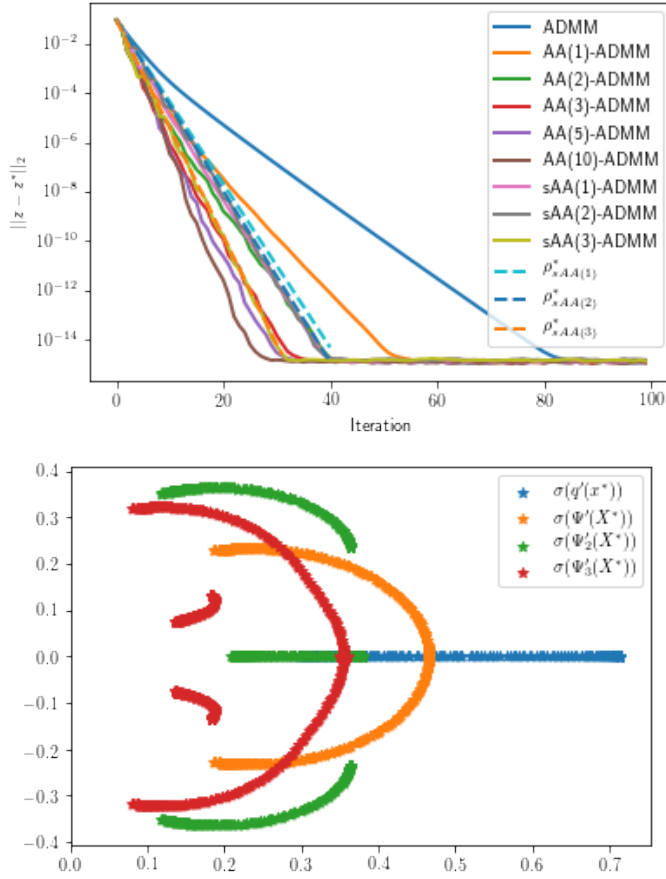 10^{-2}
10^{-4}
10^{-6}
10^{-8}
10^{-10}
10^{-12}
10^{-14}
||z − z*||_2
0 20 40 60 80 100
Iteration
ADMM
AA(1)-ADMM
AA(2)-ADMM
AA(3)-ADMM
AA(5)-ADMM
AA(10)-ADMM
sAA(1)-ADMM
sAA(2)-ADMM
sAA(3)-ADMM
ρ*_{sAA(1)}
ρ*_{sAA(2)}
ρ*_{sAA(3)}
0.4
0.3
0.2
0.1
0.0
−0.1
−0.2
−0.3
−0.4
0.0 0.1 0.2 0.3 0.4 0.5 0.6 0.7
σ(q′(x*))
σ(Ψ′(X*))
σ(Ψ′_2(X*))
σ(Ψ′_3(X*))